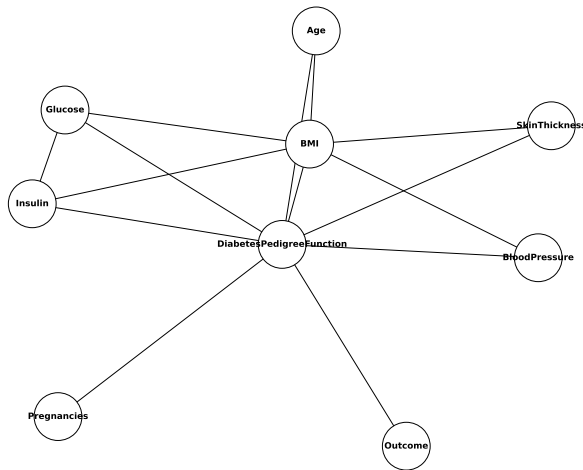 Age
Glucose
SkinThickness
BMI
Insulin
DiabetesPedigreeFunction
BloodPressure
Pregnancies
Outcome